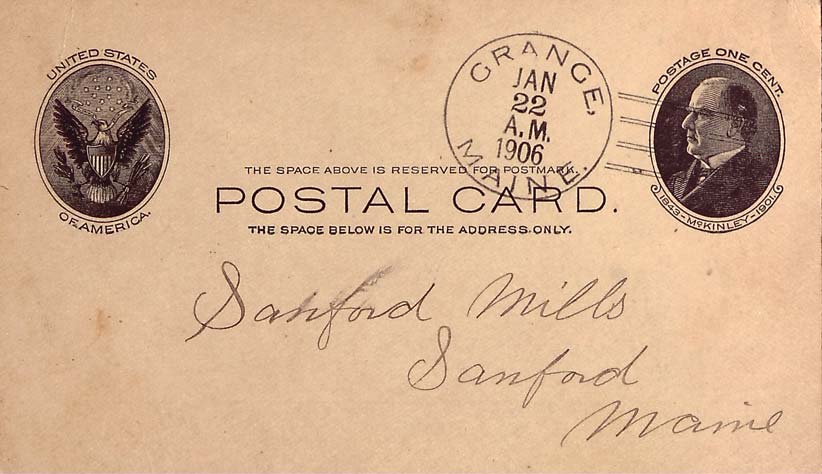 UNITED STATES
OF AMERICA.
GRANGE,
JAN
22
A.M.
1906
MAINE
POSTAGE ONE CENT.
1843-McKINLEY-1901.
THE SPACE ABOVE IS RESERVED FOR POSTMARK.
POSTAL CARD.
THE SPACE BELOW IS FOR THE ADDRESS ONLY.
Sanford Mills
Sanford
Maine